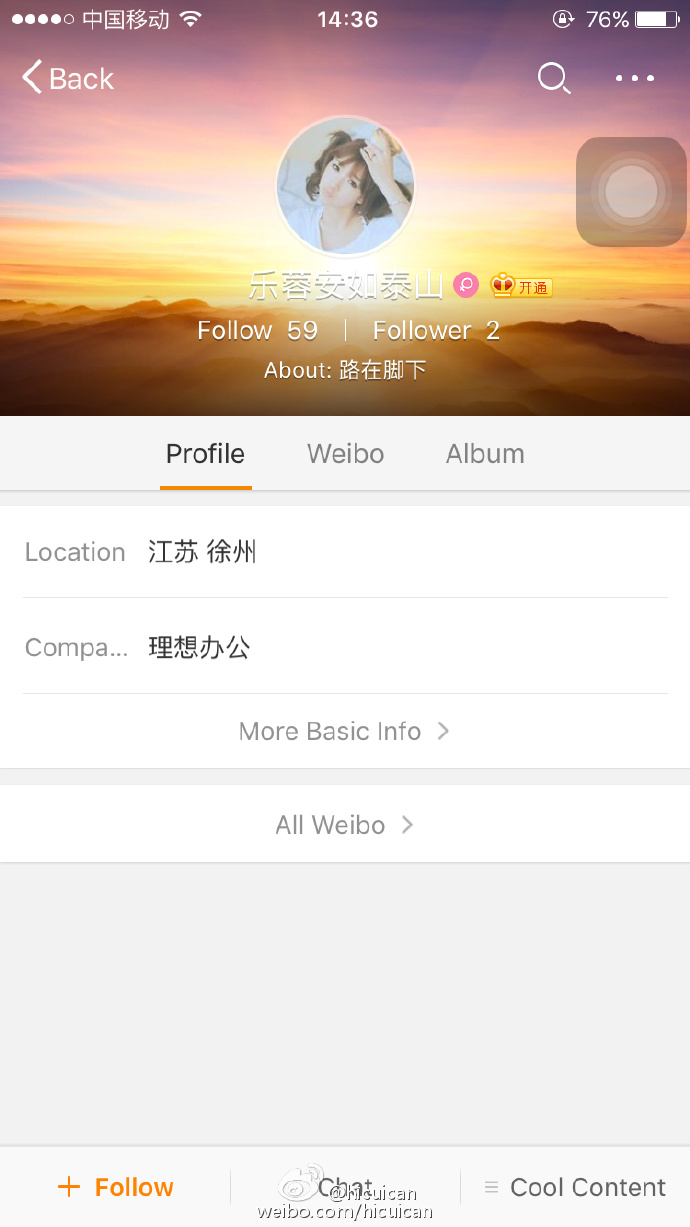 中国移动 14:36 76%
Back
乐蓉安如泰山 开通
Follow 59 | Follower 2
About: 路在脚下
Profile Weibo Album
Location 江苏 徐州
Compa... 理想办公
More Basic Info
All Weibo
Follow Chat Cool Content
@hicuican
weibo.com/hicuican